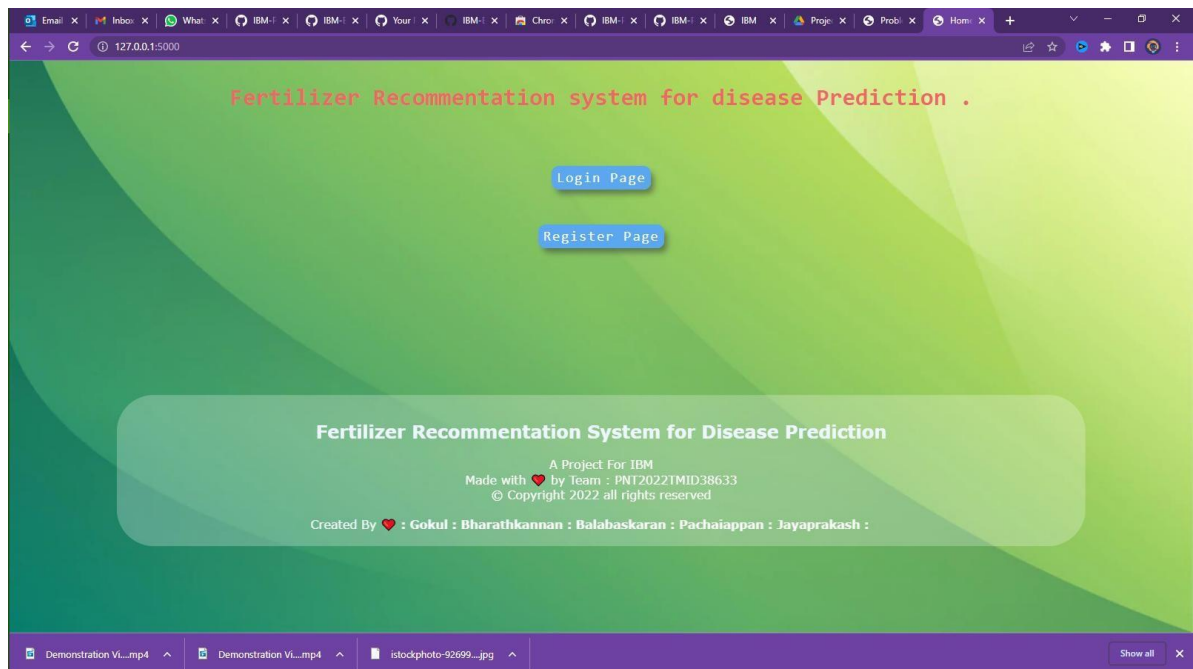 Email Inbox What: IBM-F IBM-I Your IBM-E Chror IBM-F IBM-E IBM Proje Probl Home
127.0.0.1:5000
Fertilizer Recommentation system for disease Prediction .
Login Page
Register Page
Fertilizer Recommentation System for Disease Prediction
A Project For IBM
Made with ❤ by Team : PNT2022TMID38633
© Copyright 2022 all rights reserved
Created By ❤ : Gokul : Bharathkannan : Balabaskaran : Pachaiappan : Jayaprakash :
Demonstration Vi....mp4 Demonstration Vi....mp4 istockphoto-92699....jpg Show all